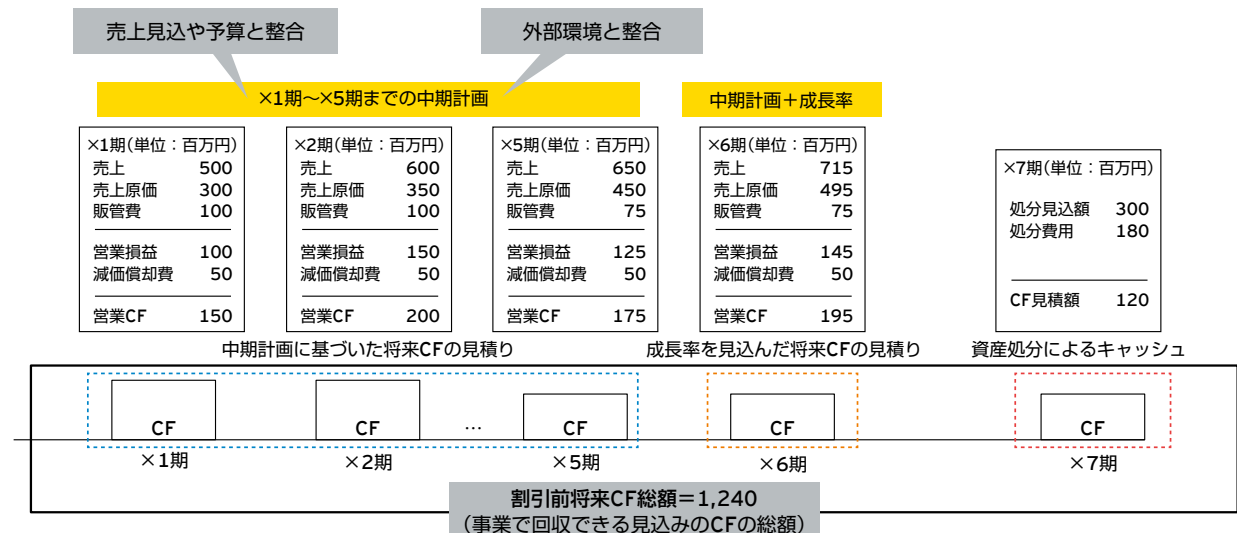 売上見込や予算と整合
外部環境と整合
×1期~×5期までの中期計画
中期計画+成長率
×1期(単位:百万円)
売上 500
売上原価 300
販管費 100
営業損益 100
減価償却費 50
営業CF 150
×2期(単位:百万円)
売上 600
売上原価 350
販管費 100
営業損益 150
減価償却費 50
営業CF 200
×5期(単位:百万円)
売上 650
売上原価 450
販管費 75
営業損益 125
減価償却費 50
営業CF 175
×6期(単位:百万円)
売上 715
売上原価 495
販管費 75
営業損益 145
減価償却費 50
営業CF 195
×7期(単位:百万円)
処分見込額 300
処分費用 180
CF見積額 120
中期計画に基づいた将来CFの見積り
成長率を見込んだ将来CFの見積り
資産処分によるキャッシュ
CF
CF
…
CF
CF
CF
×1期
×2期
×5期
×6期
×7期
割引前将来CF総額=1,240
(事業で回収できる見込みのCFの総額)